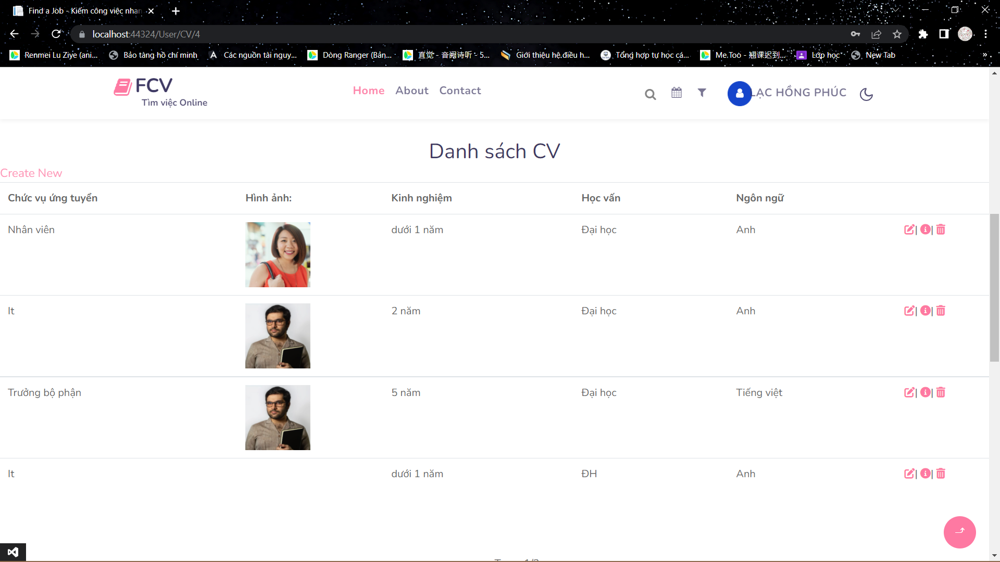 Find a Job - Kiếm công việc nhan
localhost:44324/User/CV/4
Renmei Lu Ziye (ani...
Bảo tàng hồ chí minh
Các nguồn tài nguy...
Dòng Ranger (Bản...
直觉 - 音阙诗听 - 5...
Giới thiệu hệ điều h...
Tổng hợp tự học cá...
Me Too - 翘课迟到...
Lớp học
New Tab
»
FCV
Tìm việc Online
Home
About
Contact
LẠC HỒNG PHÚC
Danh sách CV
Create New
Chức vụ ứng tuyển
Hình ảnh:
Kinh nghiệm
Học vấn
Ngôn ngữ
Nhân viên
dưới 1 năm
Đại học
Anh
| |
It
2 năm
Đại học
Anh
| |
Trưởng bộ phận
5 năm
Đại học
Tiếng việt
| |
It
dưới 1 năm
ĐH
Anh
| |